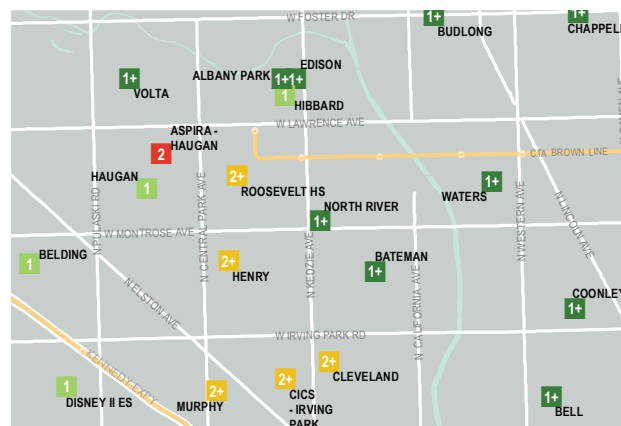 W FOSTER DR.
1+
BUDLONG
1+
CHAPPELL
1+
VOLTA
ALBANY PARK
1+
1+
EDISON
1
HIBBARD
W LAWRENCE AVE
ASPIRA -
HAUGAN
2
CTA BROWN LINE
HAUGAN
1
2+
ROOSEVELT HS
WATERS
1+
N PULASKI RD
N CENTRAL PARK AVE
N KEDZIE AVE
N CALIFORNIA AVE
N WESTERN AVE
N LINCOLN AVE
NORTH RIVER
1+
W MONTROSE AVE
BELDING
1
2+
HENRY
BATEMAN
1+
N ELSTON AVE
COONLEY
1+
W IRVING PARK RD
KENNEDY EXPY
2+
CLEVELAND
1
DISNEY II ES
2+
MURPHY
2+
CICS
- IRVING
PARK
1+
BELL